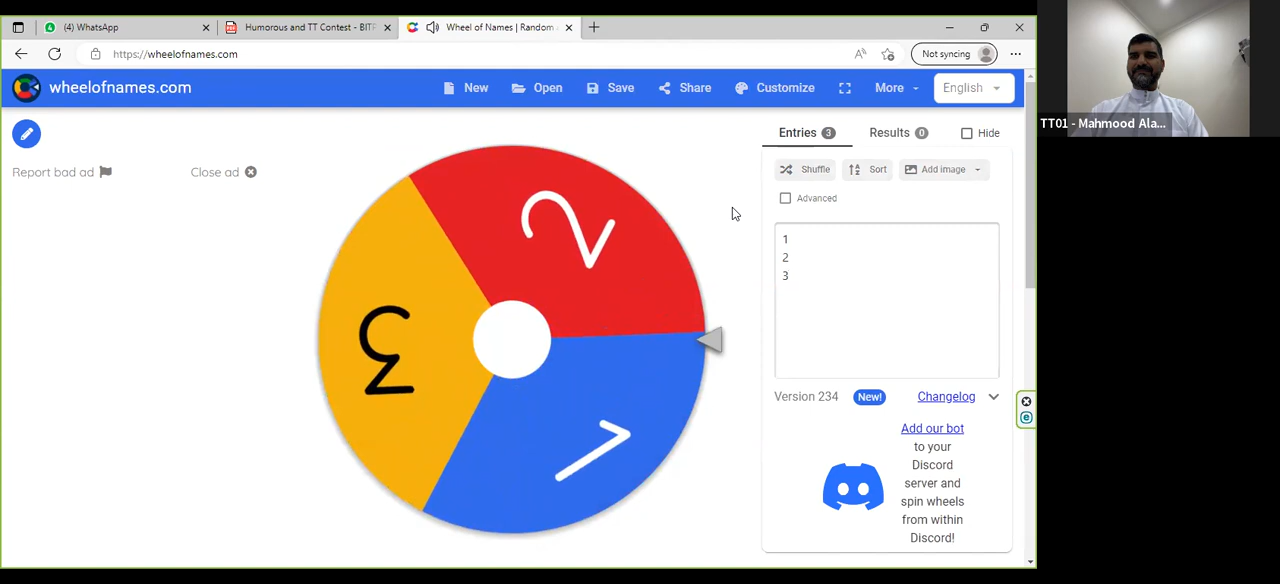 (4) WhatsApp
Humorous and TT Contest - BITP
Wheel of Names | Random
https://wheelofnames.com
Not syncing
wheelofnames.com
New
Open
Save
Share
Customize
More
English
TT01 - Mahmood Ala...
Report bad ad
Close ad
Entries 3
Results 0
Hide
Shuffle
Sort
Add image
Advanced
1
2
3
2
3
1
Version 234
New!
Changelog
Add our bot
to your
Discord
server and
spin wheels
from within
Discord!